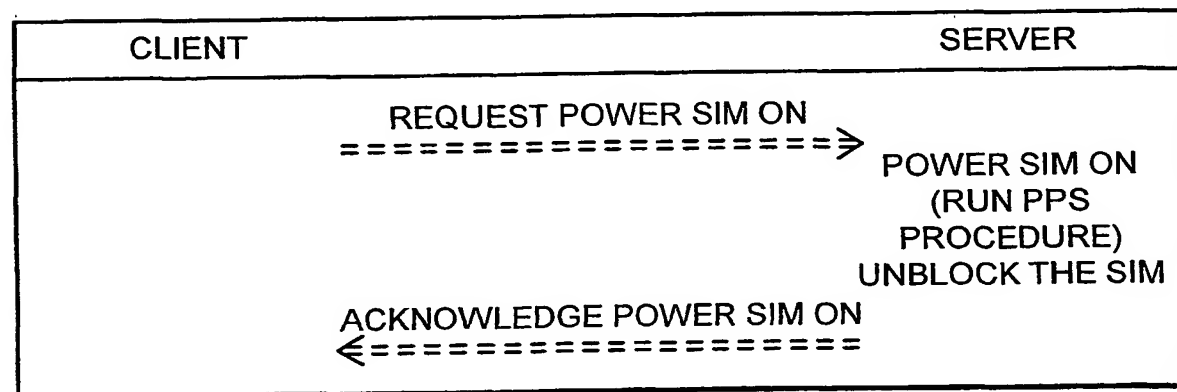 CLIENT SERVER
REQUEST POWER SIM ON
POWER SIM ON
(RUN PPS
PROCEDURE)
UNBLOCK THE SIM
ACKNOWLEDGE POWER SIM ON